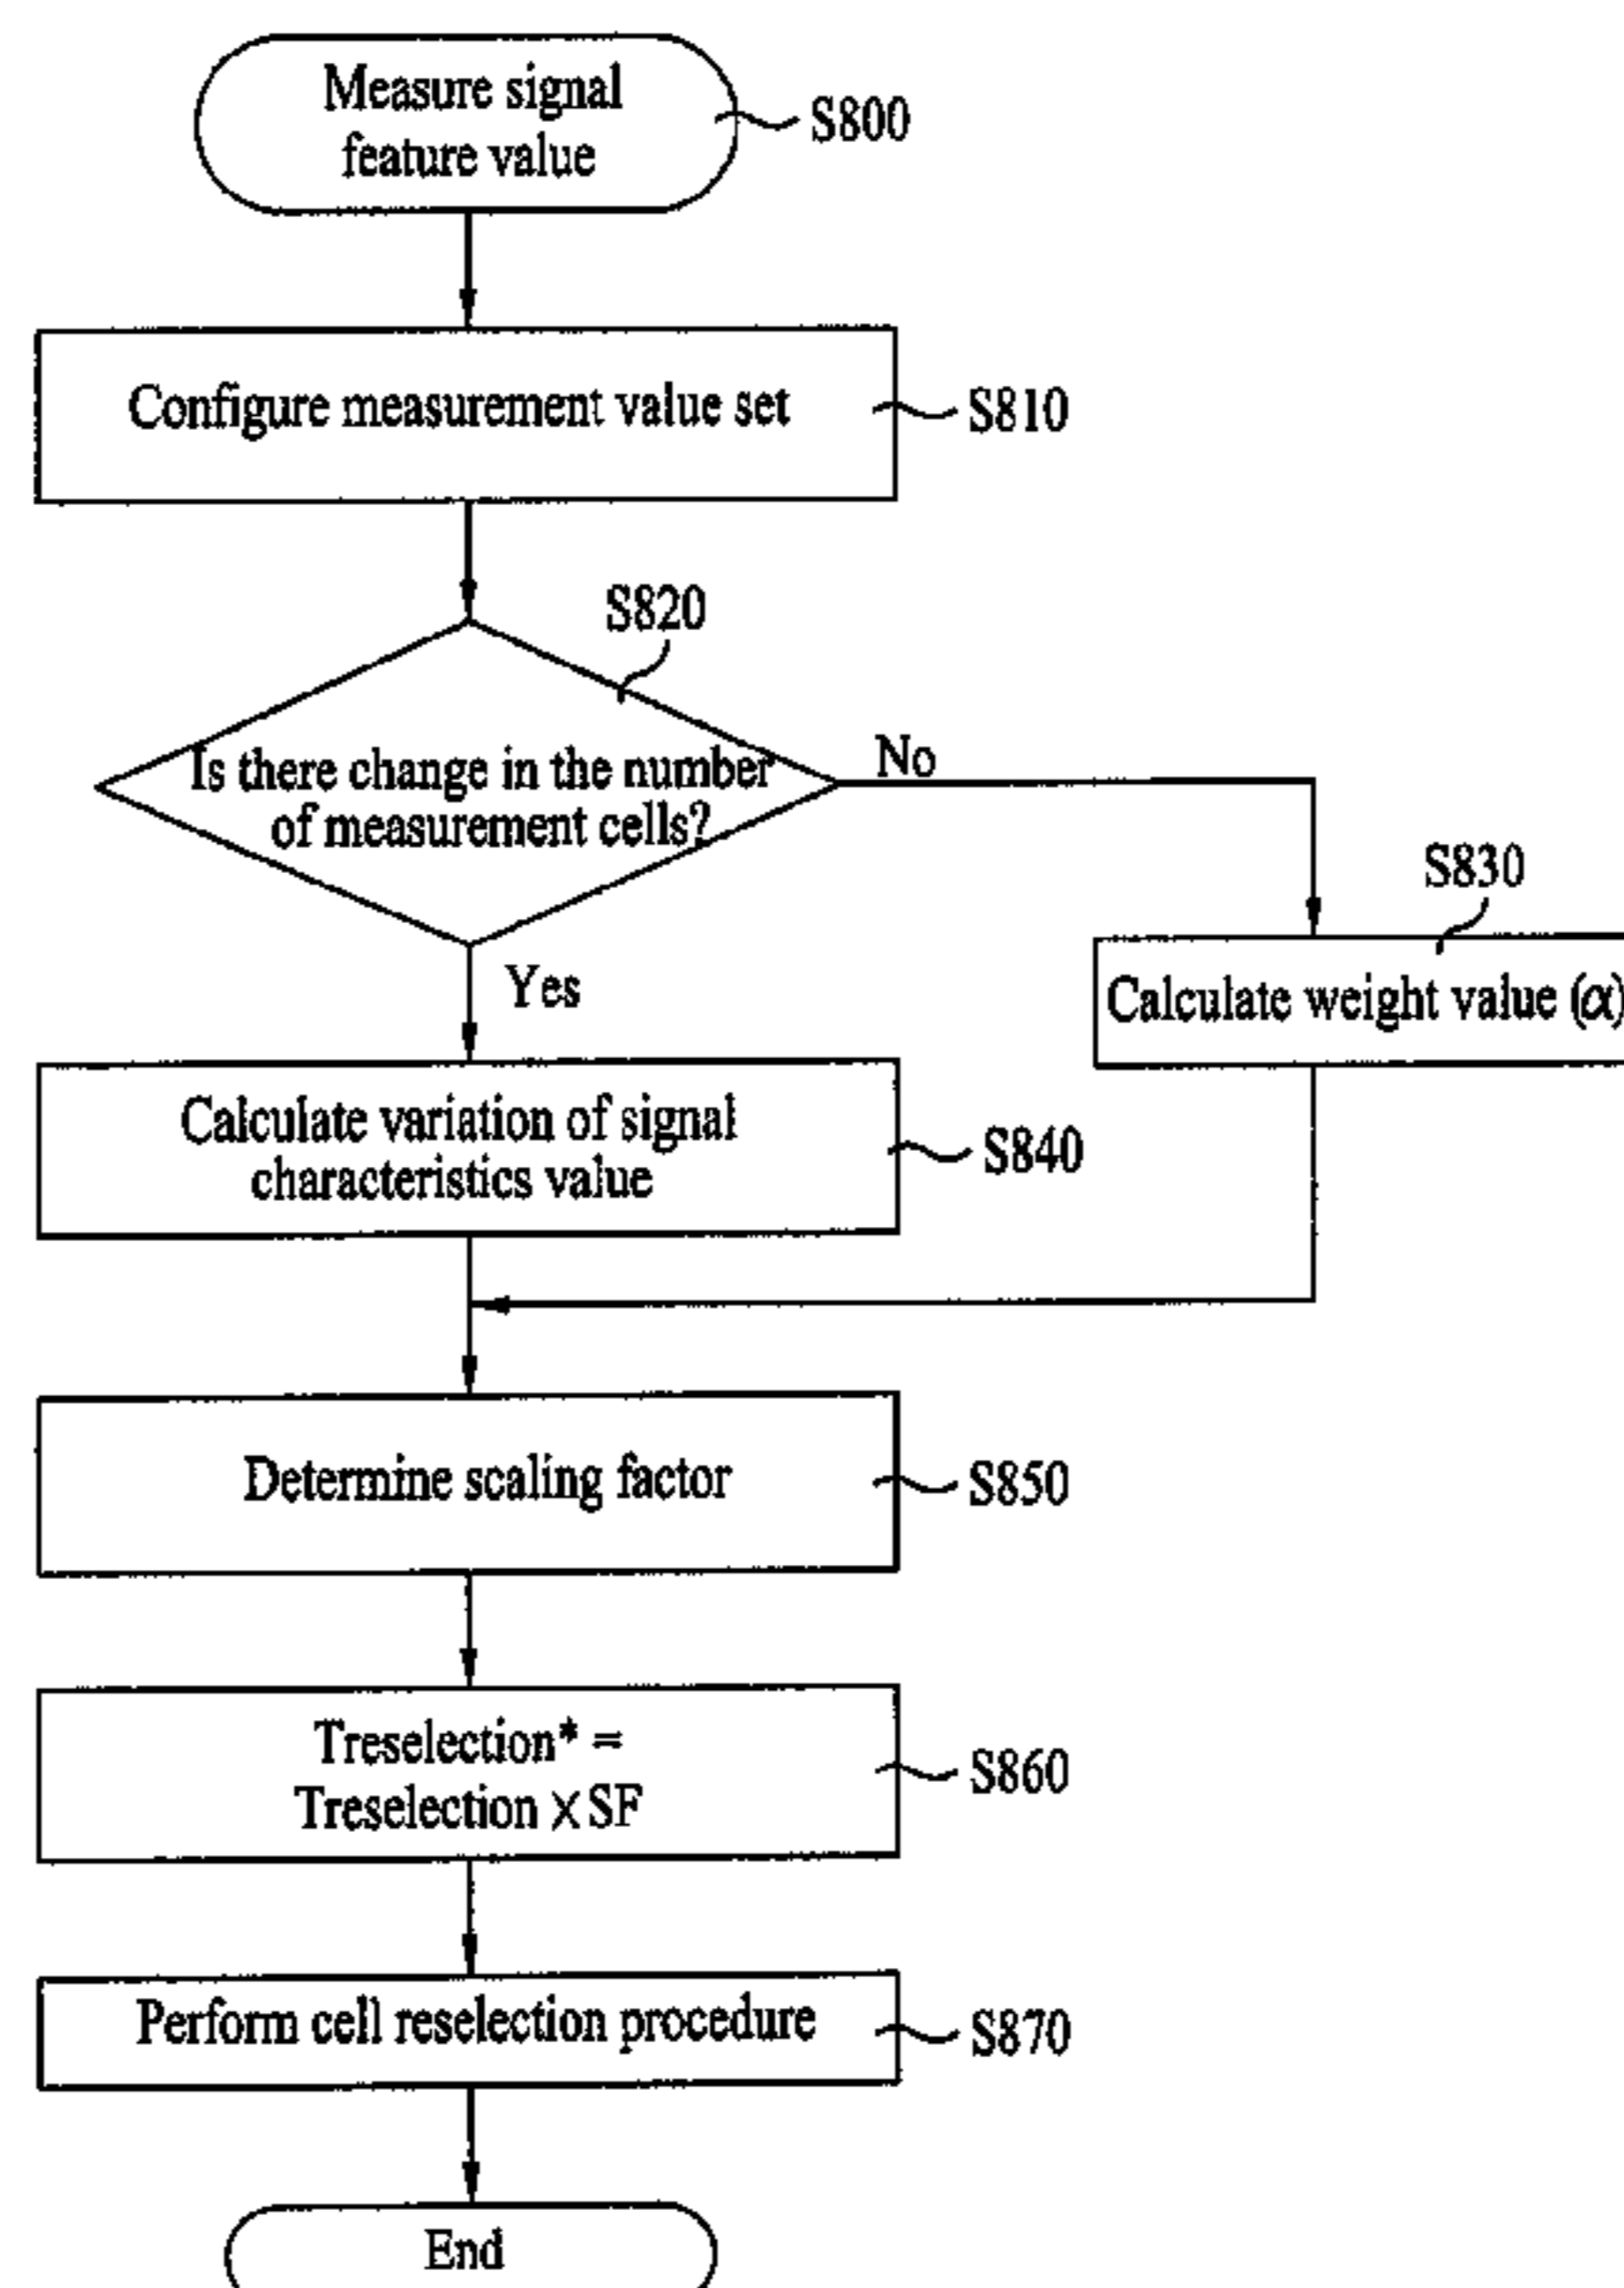 Measure signal
feature value
S800
Configure measurement value set
S810
S820
Is there change in the number
of measurement cells?
No
Yes
S830
Calculate weight value (α)
Calculate variation of signal
characteristics value
S840
Determine scaling factor
S850
Treselection* =
Treselection × SF
S860
Perform cell reselection procedure
S870
End